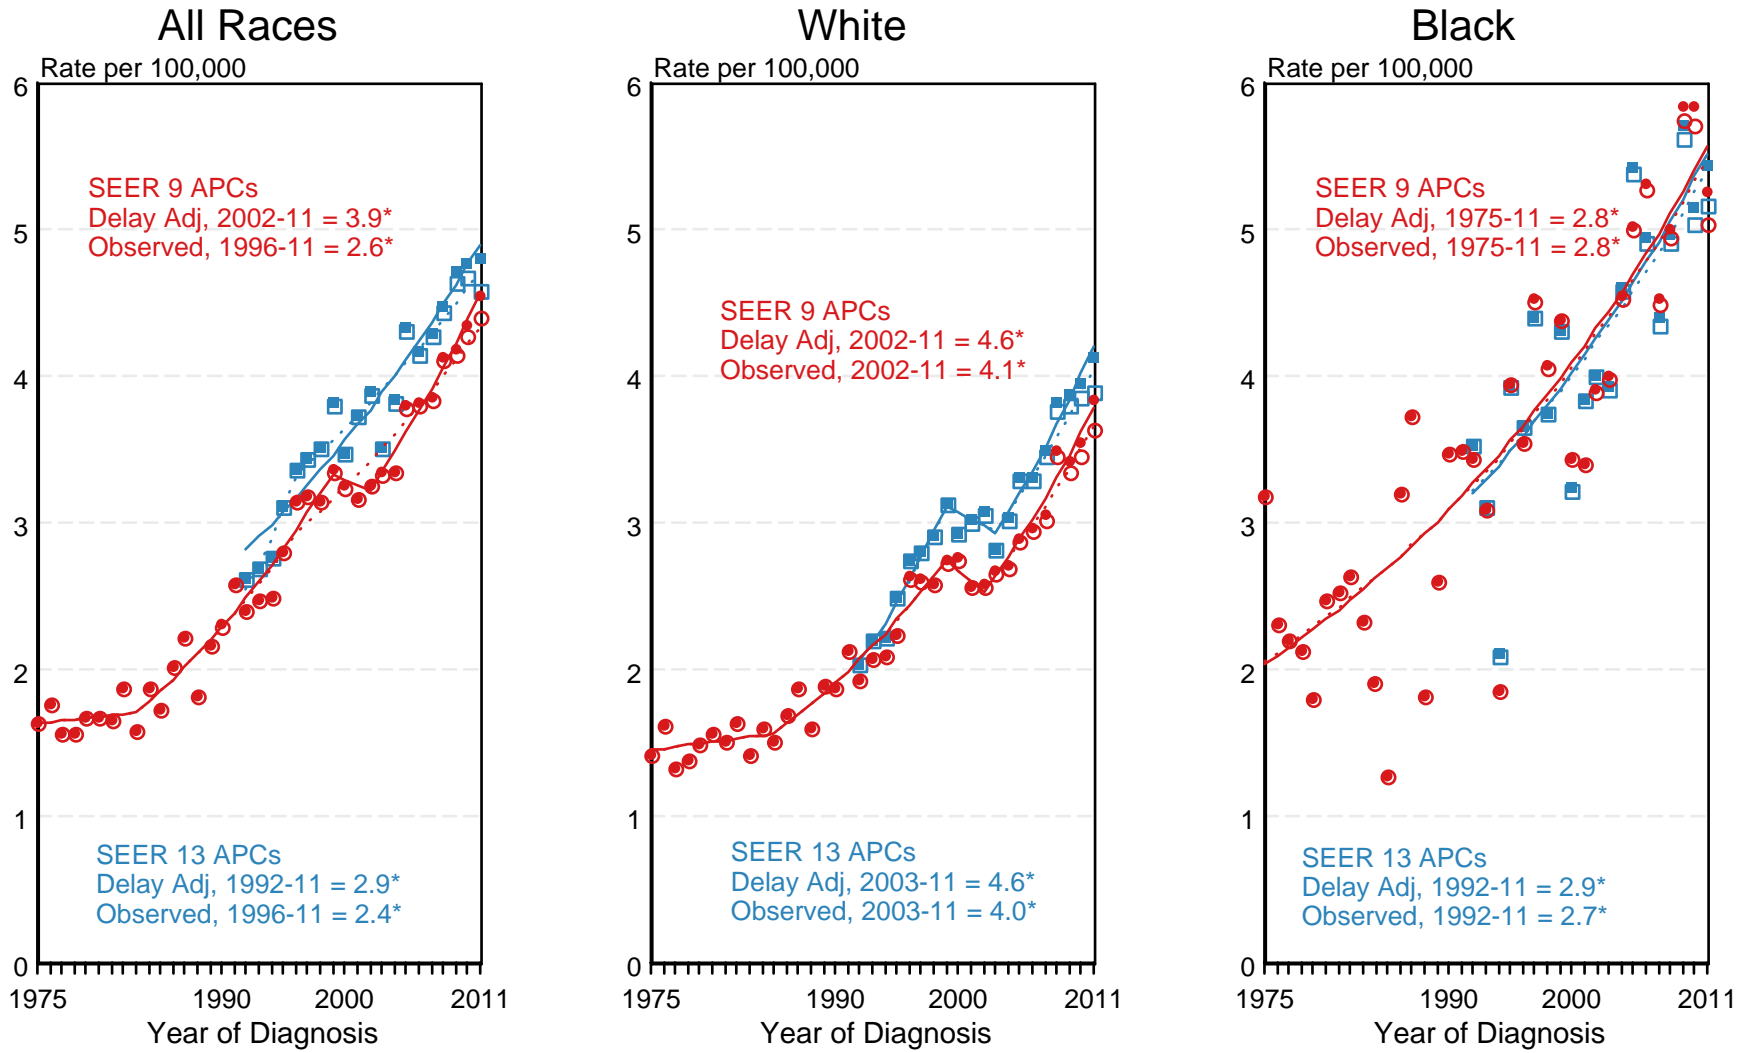 All Races
Rate per 100,000
6
5
4
3
2
1
0
SEER 9 APCs
Delay Adj, 2002-11 = 3.9*
Observed, 1996-11 = 2.6*
SEER 13 APCs
Delay Adj, 1992-11 = 2.9*
Observed, 1996-11 = 2.4*
1975 1990 2000 2011
Year of Diagnosis
White
Rate per 100,000
6
5
4
3
2
1
0
SEER 9 APCs
Delay Adj, 2002-11 = 4.6*
Observed, 2002-11 = 4.1*
SEER 13 APCs
Delay Adj, 2003-11 = 4.6*
Observed, 2003-11 = 4.0*
1975 1990 2000 2011
Year of Diagnosis
Black
Rate per 100,000
6
5
4
3
2
1
0
SEER 9 APCs
Delay Adj, 1975-11 = 2.8*
Observed, 1975-11 = 2.8*
SEER 13 APCs
Delay Adj, 1992-11 = 2.9*
Observed, 1992-11 = 2.7*
1975 1990 2000 2011
Year of Diagnosis